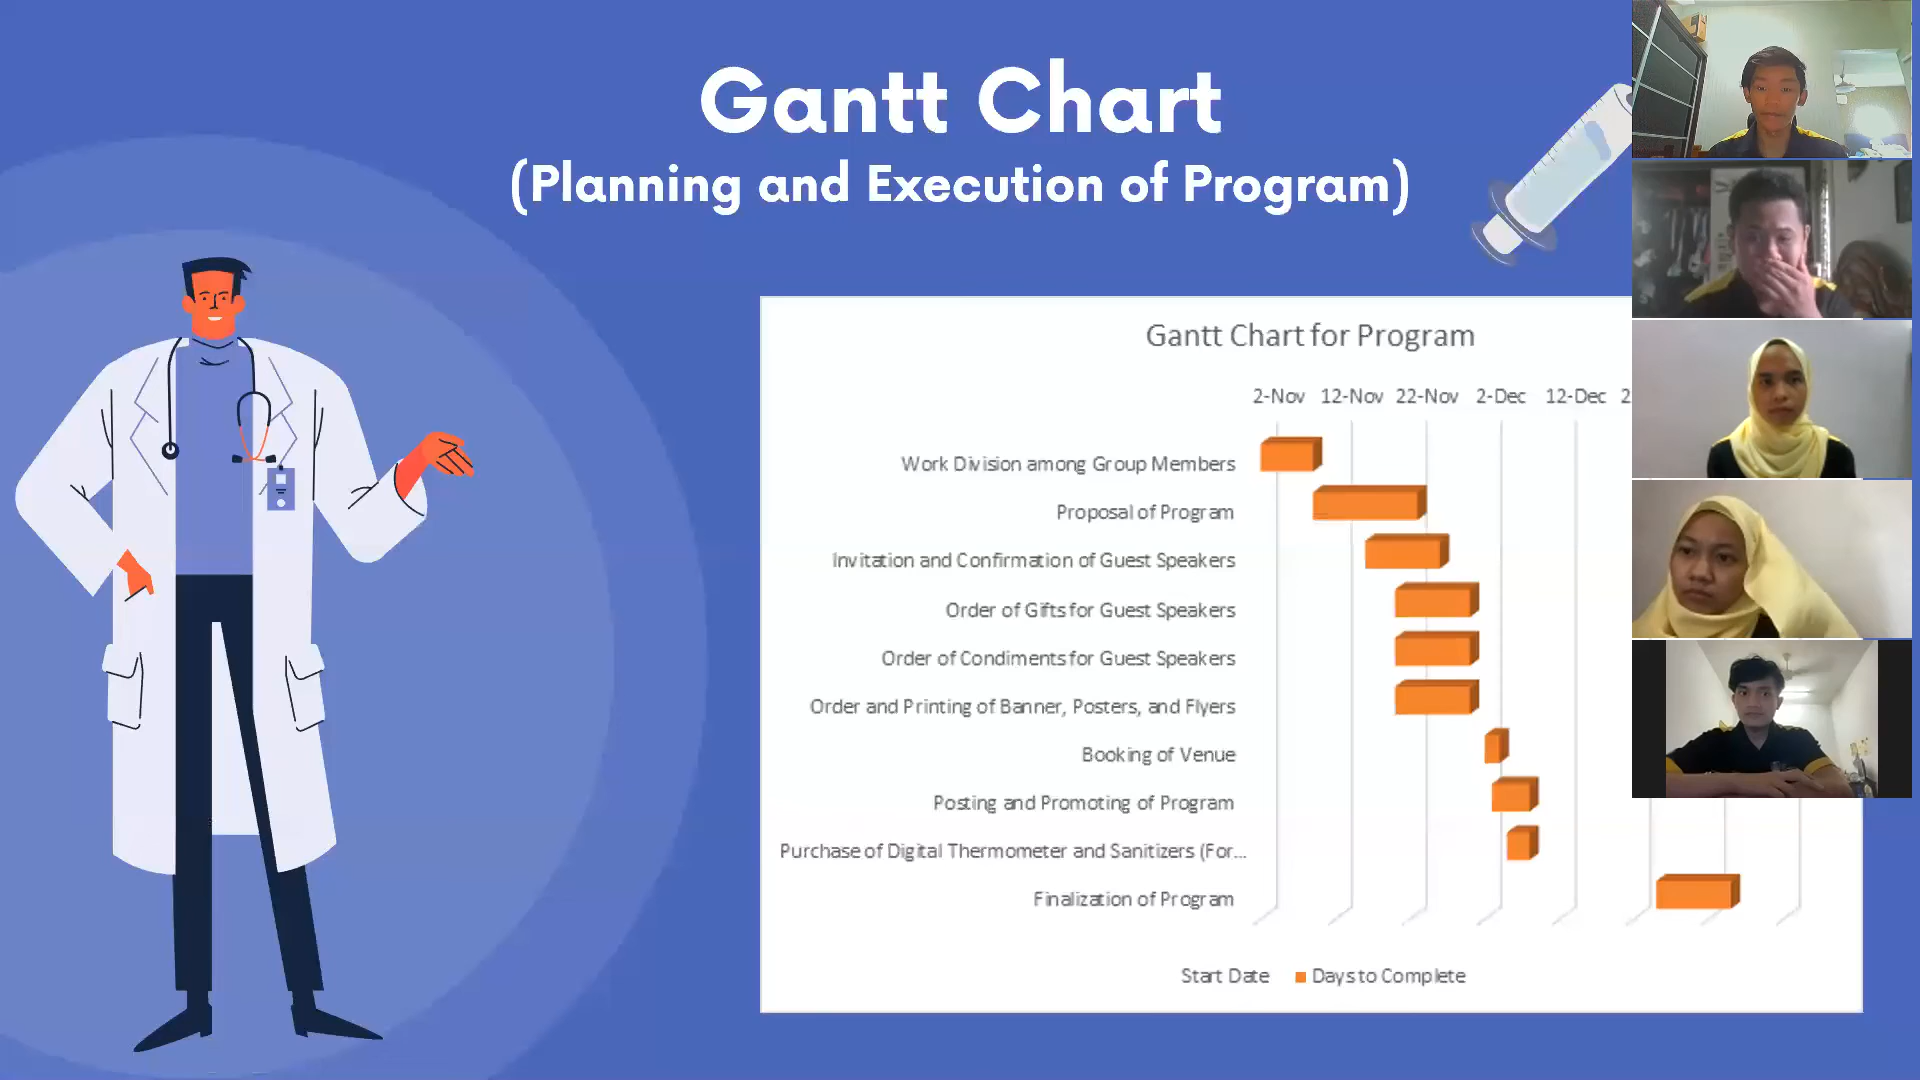 Gantt Chart
(Planning and Execution of Program)
Gantt Chart for Program
2-Nov 12-Nov 22-Nov 2-Dec 12-Dec 2
Work Division among Group Members
Proposal of Program
Invitation and Confirmation of Guest Speakers
Order of Gifts for Guest Speakers
Order of Condiments for Guest Speakers
Order and Printing of Banner, Posters, and Flyers
Booking of Venue
Posting and Promoting of Program
Purchase of Digital Thermometer and Sanitizers (For...
Finalization of Program
Start Date Days to Complete